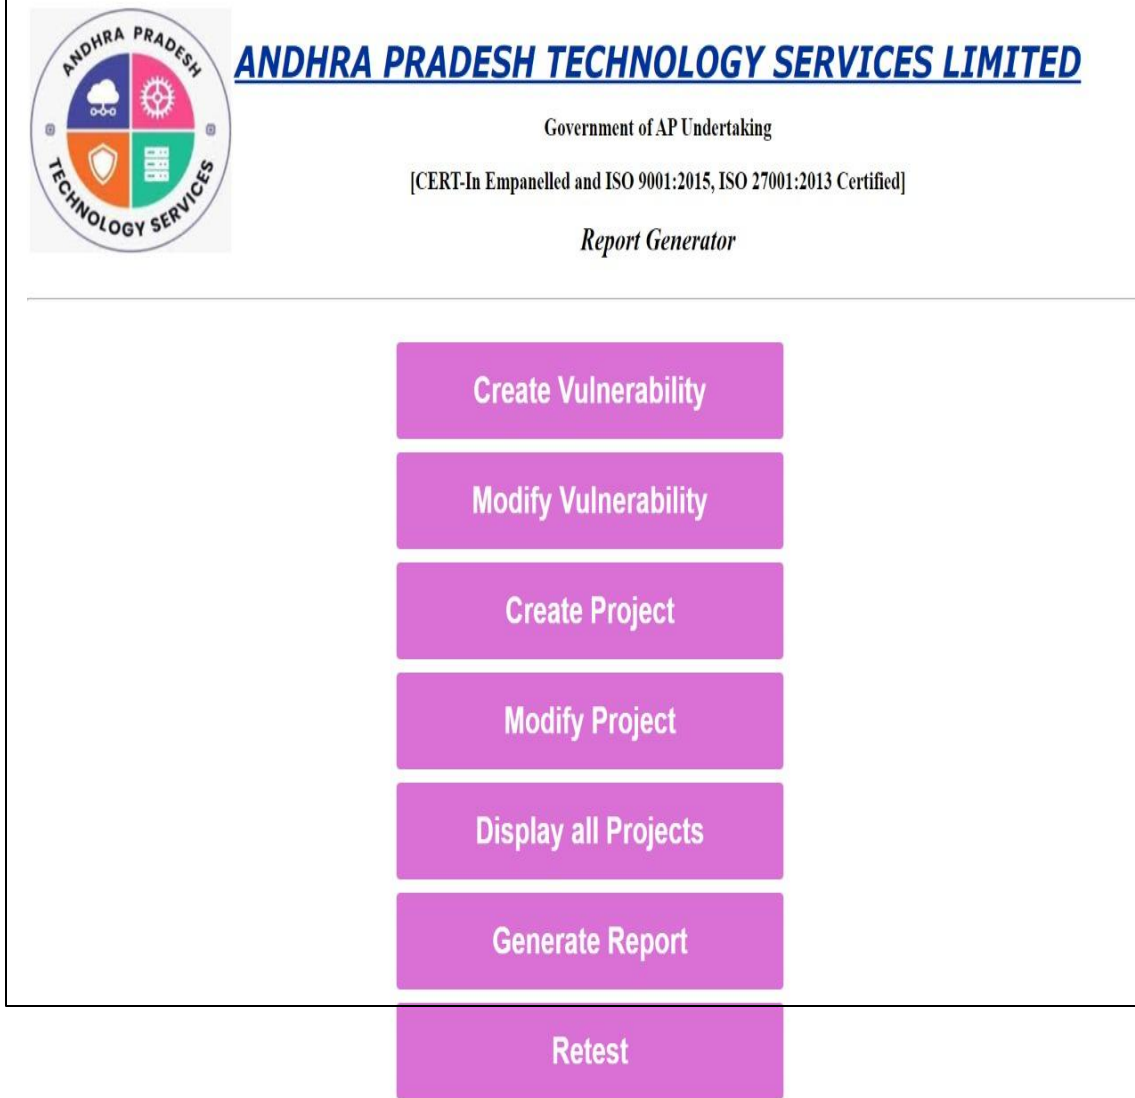 ANDHRA PRADESH
TECHNOLOGY SERVICES
ANDHRA PRADESH TECHNOLOGY SERVICES LIMITED
Government of AP Undertaking
[CERT-In Empanelled and ISO 9001:2015, ISO 27001:2013 Certified]
Report Generator
Create Vulnerability
Modify Vulnerability
Create Project
Modify Project
Display all Projects
Generate Report
Retest